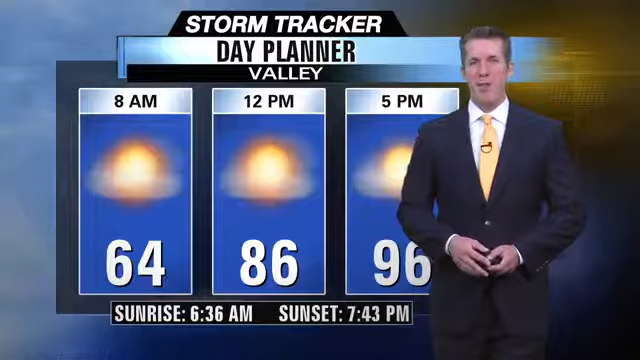 STORM TRACKER
DAY PLANNER
VALLEY
8 AM
12 PM
5 PM
64
86
96
SUNRISE: 6:36 AM SUNSET: 7:43 PM